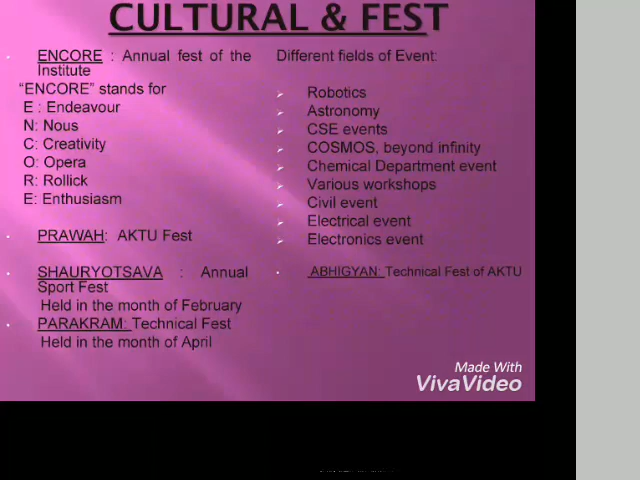 CULTURAL & FEST
ENCORE : Annual fest of the
Institute
“ENCORE” stands for
E : Endeavour
N: Nous
C: Creativity
O: Opera
R: Rollick
E: Enthusiasm
PRAWAH: AKTU Fest
SHAURYOTSAVA : Annual
Sport Fest
Held in the month of February
PARAKRAM: Technical Fest
Held in the month of April
Different fields of Event:
Robotics
Astronomy
CSE events
COSMOS, beyond infinity
Chemical Department event
Various workshops
Civil event
Electrical event
Electronics event
ABHIGYAN: Technical Fest of AKTU
Made With
VivaVideo